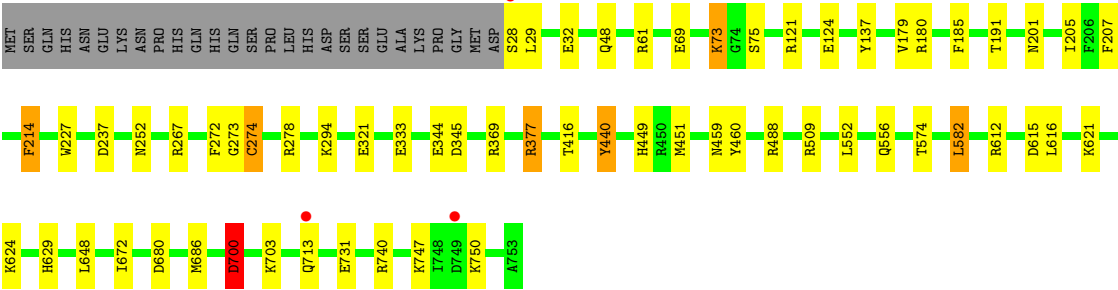 MET SER GLN HIS ASN GLU LYS ASN PRO HIS GLN HIS GLN SER PRO LEU HIS ASP SER SER GLU ALA LYS PRO GLY MET ASP S28 L29 E32 Q48 R61 E69 K73 G74 S75 R121 E124 Y137 V179 R180 F185 T191 N201 I205 F206 F207
F214 W227 D237 N252 R267 F272 G273 C274 R278 K294 E321 E333 E344 D345 R369 R377 T416 Y440 H449 R450 M451 N459 Y460 R488 R509 L552 Q556 T574 L582 R612 D615 L616 K621
K624 H629 L648 I672 D680 M686 D700 K703 Q713 E731 R740 K747 I748 D749 K750 A753